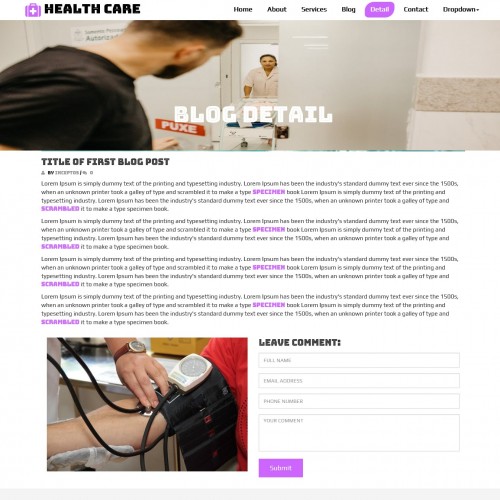 HEALTH CARE
Home About Services Blog Detail Contact Dropdown
PUXE
BLOG DETAIL
TITLE OF FIRST BLOG POST
BY INCEPTOS / 0
Lorem Ipsum is simply dummy text of the printing and typesetting industry. Lorem Ipsum has been the industry's standard dummy text ever since the 1500s,
when an unknown printer took a galley of type and scrambled it to make a type SPECIMEN book Lorem Ipsum is simply dummy text of the printing and
typesetting industry. Lorem Ipsum has been the industry's standard dummy text ever since the 1500s, when an unknown printer took a galley of type and
SCRAMBLED it to make a type specimen book.
Lorem Ipsum is simply dummy text of the printing and typesetting industry. Lorem Ipsum has been the industry's standard dummy text ever since the 1500s,
when an unknown printer took a galley of type and scrambled it to make a type SPECIMEN book Lorem Ipsum is simply dummy text of the printing and
typesetting industry. Lorem Ipsum has been the industry's standard dummy text ever since the 1500s, when an unknown printer took a galley of type and
SCRAMBLED it to make a type specimen book.
Lorem Ipsum is simply dummy text of the printing and typesetting industry. Lorem Ipsum has been the industry's standard dummy text ever since the 1500s,
when an unknown printer took a galley of type and scrambled it to make a type SPECIMEN book Lorem Ipsum is simply dummy text of the printing and
typesetting industry. Lorem Ipsum has been the industry's standard dummy text ever since the 1500s, when an unknown printer took a galley of type and
SCRAMBLED it to make a type specimen book.
Lorem Ipsum is simply dummy text of the printing and typesetting industry. Lorem Ipsum has been the industry's standard dummy text ever since the 1500s,
when an unknown printer took a galley of type and scrambled it to make a type SPECIMEN book Lorem Ipsum is simply dummy text of the printing and
typesetting industry. Lorem Ipsum has been the industry's standard dummy text ever since the 1500s, when an unknown printer took a galley of type and
SCRAMBLED it to make a type specimen book.
LEAVE COMMENT:
FULL NAME
EMAIL ADDRESS
PHONE NUMBER
YOUR COMMENT
Submit